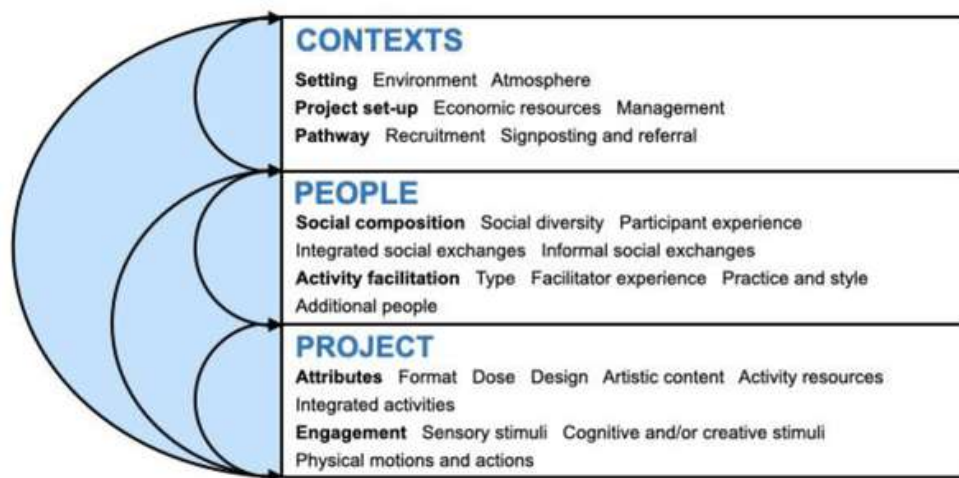 CONTEXTS
Setting Environment Atmosphere
Project set-up Economic resources Management
Pathway Recruitment Signposting and referral
PEOPLE
Social composition Social diversity Participant experience
Integrated social exchanges Informal social exchanges
Activity facilitation Type Facilitator experience Practice and style
Additional people
PROJECT
Attributes Format Dose Design Artistic content Activity resources
Integrated activities
Engagement Sensory stimuli Cognitive and/or creative stimuli
Physical motions and actions